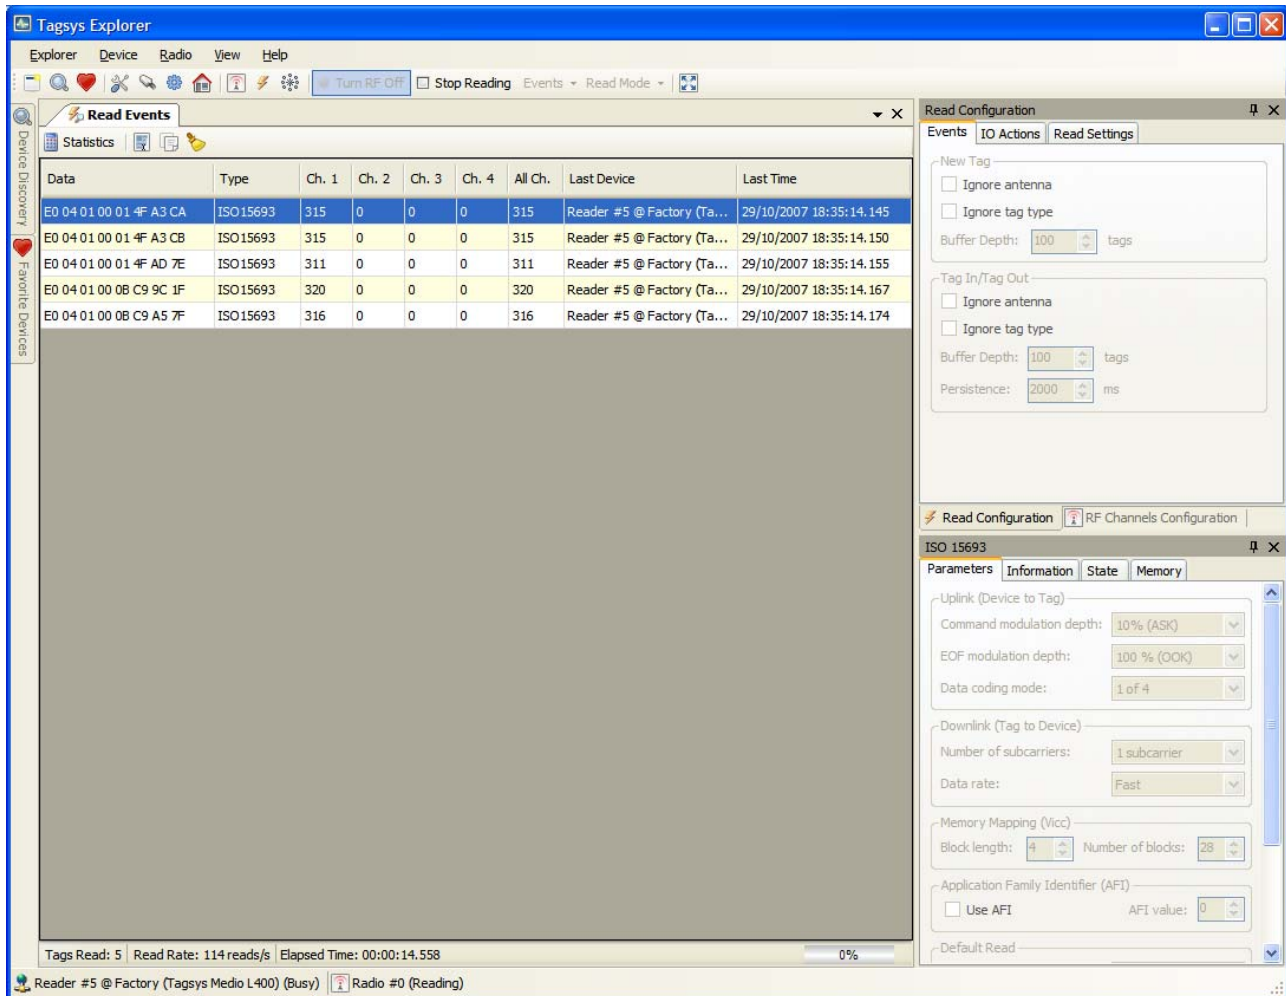 Tagsys Explorer
Explorer Device Radio View Help
Turn RF Off Stop Reading Events Read Mode
Device Discovery
Favorite Devices
Read Events
Statistics
Data Type Ch. 1 Ch. 2 Ch. 3 Ch. 4 All Ch. Last Device Last Time
E0 04 01 00 01 4F A3 CA ISO15693 315 0 0 0 315 Reader #5 @ Factory (Ta... 29/10/2007 18:35:14.145
E0 04 01 00 01 4F A3 CB ISO15693 315 0 0 0 315 Reader #5 @ Factory (Ta... 29/10/2007 18:35:14.150
E0 04 01 00 01 4F AD 7E ISO15693 311 0 0 0 311 Reader #5 @ Factory (Ta... 29/10/2007 18:35:14.155
E0 04 01 00 0B C9 9C 1F ISO15693 320 0 0 0 320 Reader #5 @ Factory (Ta... 29/10/2007 18:35:14.167
E0 04 01 00 0B C9 A5 7F ISO15693 316 0 0 0 316 Reader #5 @ Factory (Ta... 29/10/2007 18:35:14.174
Tags Read: 5 Read Rate: 114 reads/s Elapsed Time: 00:00:14.558 0%
Read Configuration
Events IO Actions Read Settings
New Tag
Ignore antenna
Ignore tag type
Buffer Depth: 100 tags
Tag In/Tag Out
Ignore antenna
Ignore tag type
Buffer Depth: 100 tags
Persistence: 2000 ms
Read Configuration RF Channels Configuration
ISO 15693
Parameters Information State Memory
Uplink (Device to Tag)
Command modulation depth: 10% (ASK)
EOF modulation depth: 100 % (OOK)
Data coding mode: 1 of 4
Downlink (Tag to Device)
Number of subcarriers: 1 subcarrier
Data rate: Fast
Memory Mapping (Vicc)
Block length: 4 Number of blocks: 28
Application Family Identifier (AFI)
Use AFI AFI value: 0
Default Read
Reader #5 @ Factory (Tagsys Medio L400) (Busy) Radio #0 (Reading)